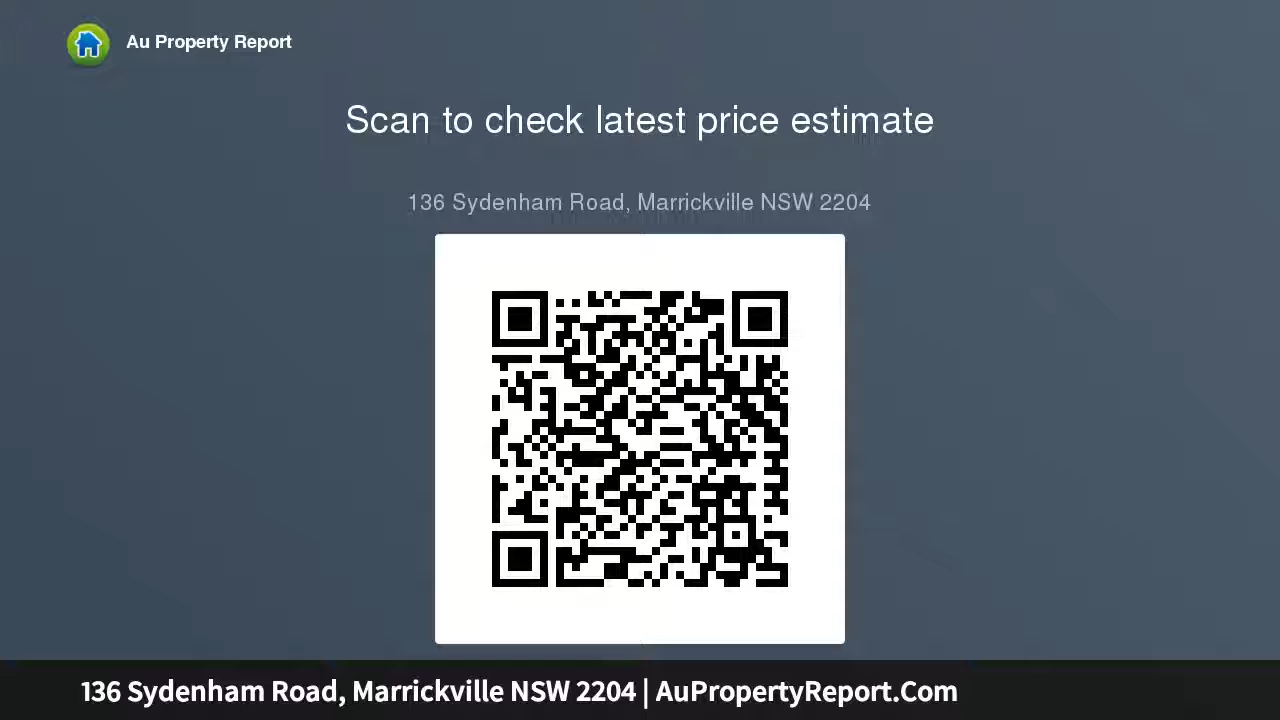 Au Property Report
Scan to check latest price estimate
136 Sydenham Road, Marrickville NSW 2204
136 Sydenham Road, Marrickville NSW 2204 | AuPropertyReport.Com